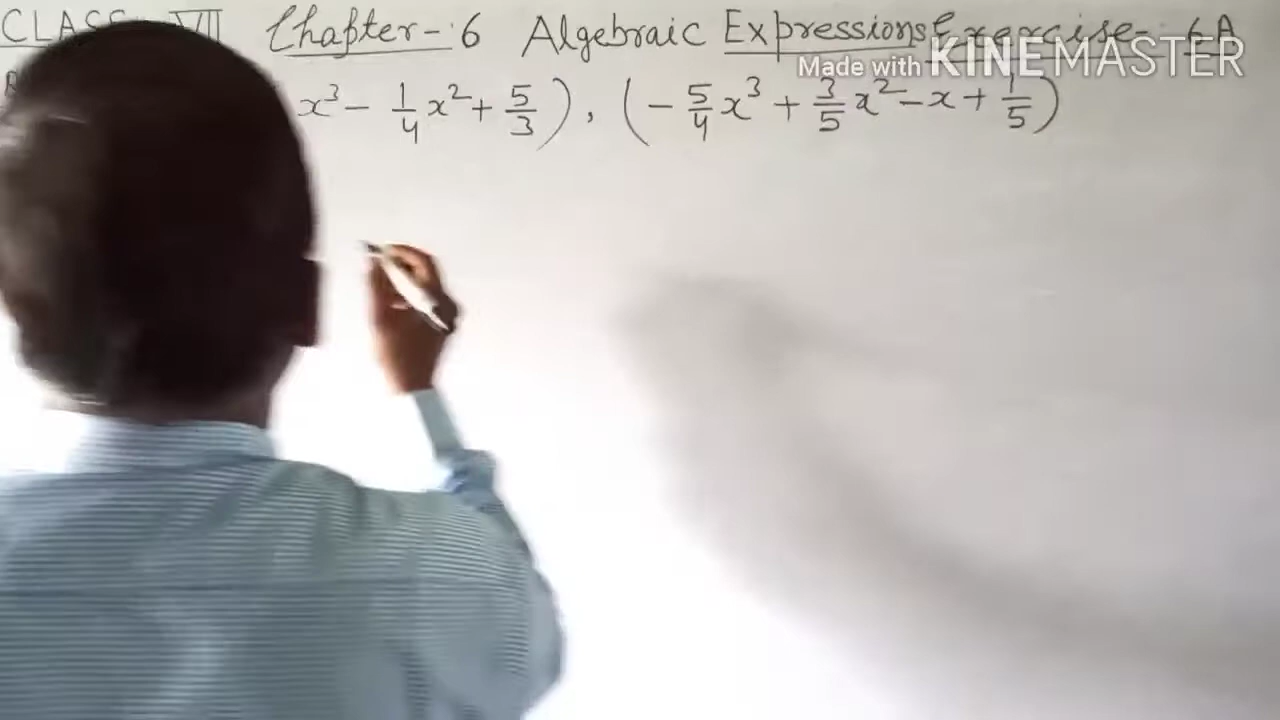 CLASS VII Chapter-6 Algebraic Expressions Exercise- 6A
Made with KINEMASTER
x³ - 1/4 x² + 5/3), (- 5/4 x³ + 3/5 x² - x + 1/5)